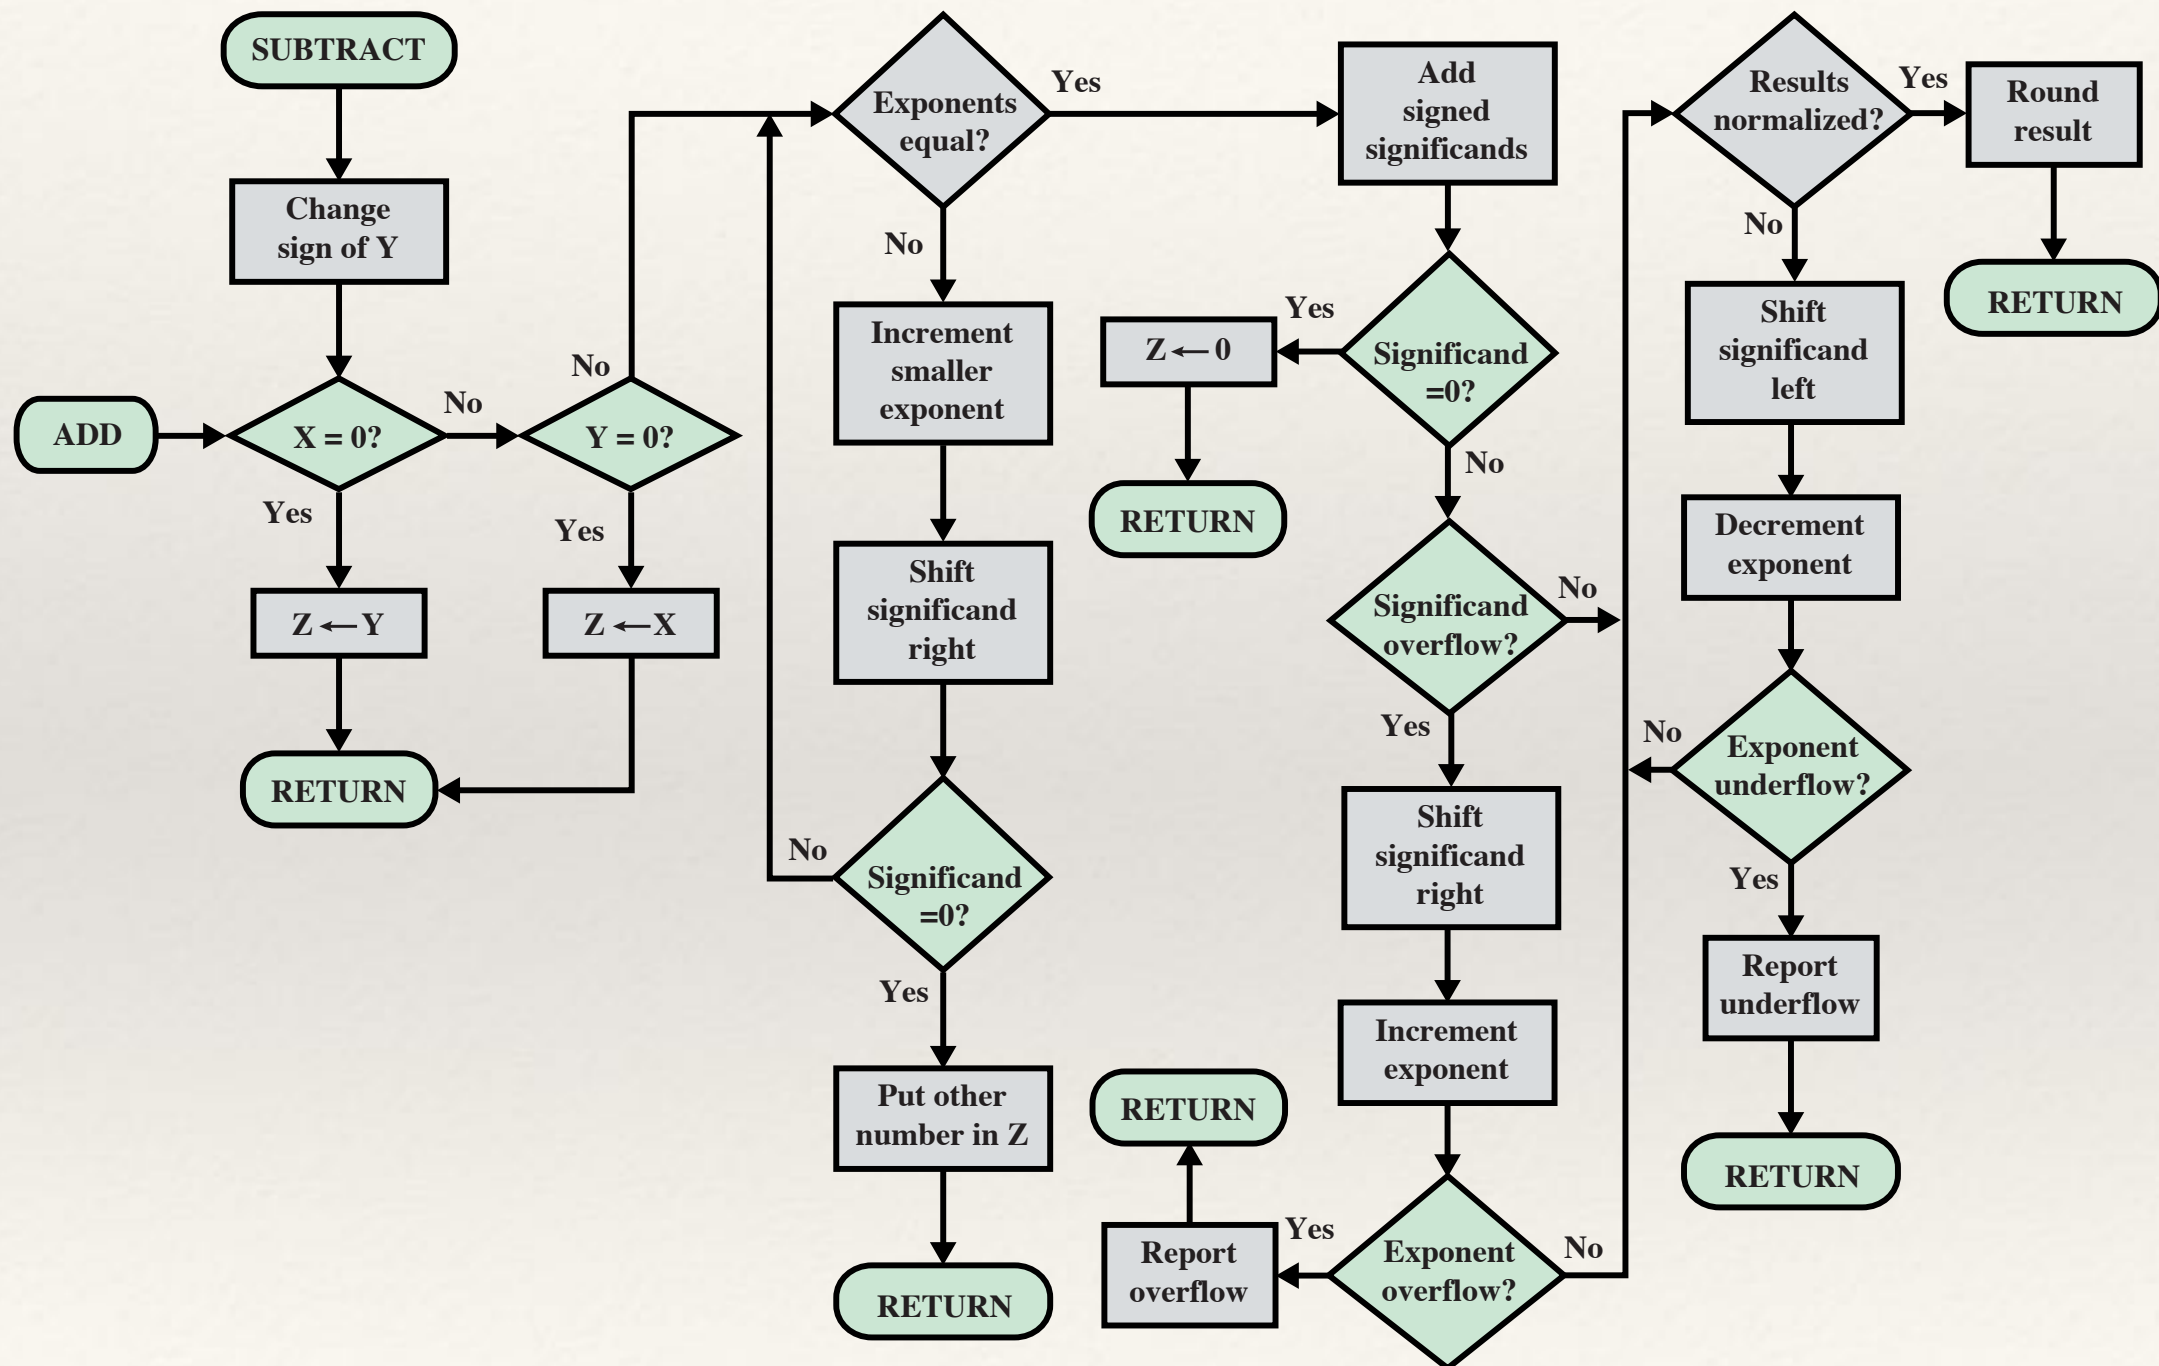 SUBTRACT
Change
sign of Y
ADD
X = 0?
No
Yes
Z ← Y
RETURN
Y = 0?
No
Yes
Z ← X
Exponents
equal?
Yes
No
Increment
smaller
exponent
Shift
significand
right
Significand
=0?
No
Yes
Put other
number in Z
RETURN
Add
signed
significands
Significand
=0?
Yes
Z ← 0
RETURN
No
Significand
overflow?
No
Yes
Shift
significand
right
Increment
exponent
Exponent
overflow?
Yes
Report
overflow
RETURN
No
Results
normalized?
Yes
Round
result
RETURN
No
Shift
significand
left
Decrement
exponent
Exponent
underflow?
No
Yes
Report
underflow
RETURN